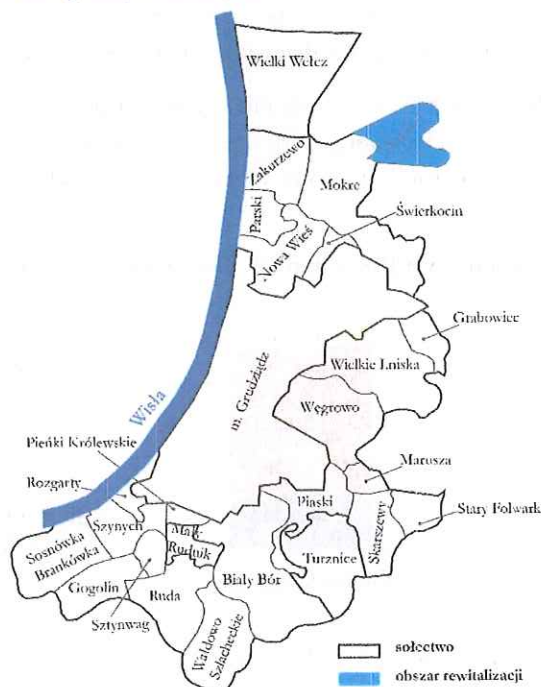 Wielki Wełcz
Zakurzewo
Mokre
Parski
Świerkocin
Nowa Wieś
Grabowiec
Wielkie Lniska
m. Grudziądz
Węgrowo
Wisła
Pieńki Królewskie
Marusza
Rozgarty
Piaski
Stary Folwark
Szynych
Mały
Rudnik
Skarszewy
Sosnówka
Brankówka
Turznice
Gogolin
Ruda
Biały Bór
Sztynwag
Wałdowo
Szlacheckie
sołectwo
obszar rewitalizacji